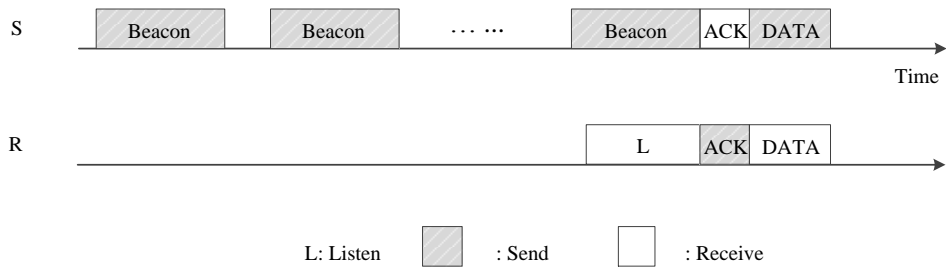 S Beacon Beacon ... ... Beacon ACK DATA
Time
R L ACK DATA
L: Listen : Send : Receive